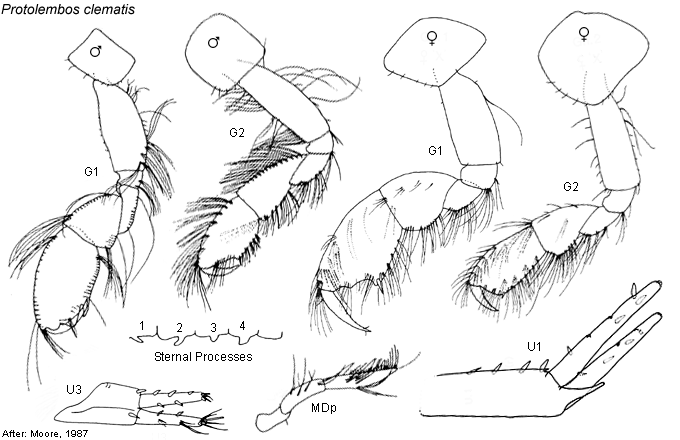 Protolembos clematis
♂
♂
♀
♀
G1
G2
G1
G2
1 2 3 4
Sternal Processes
U3
MDp
U1
After: Moore, 1987